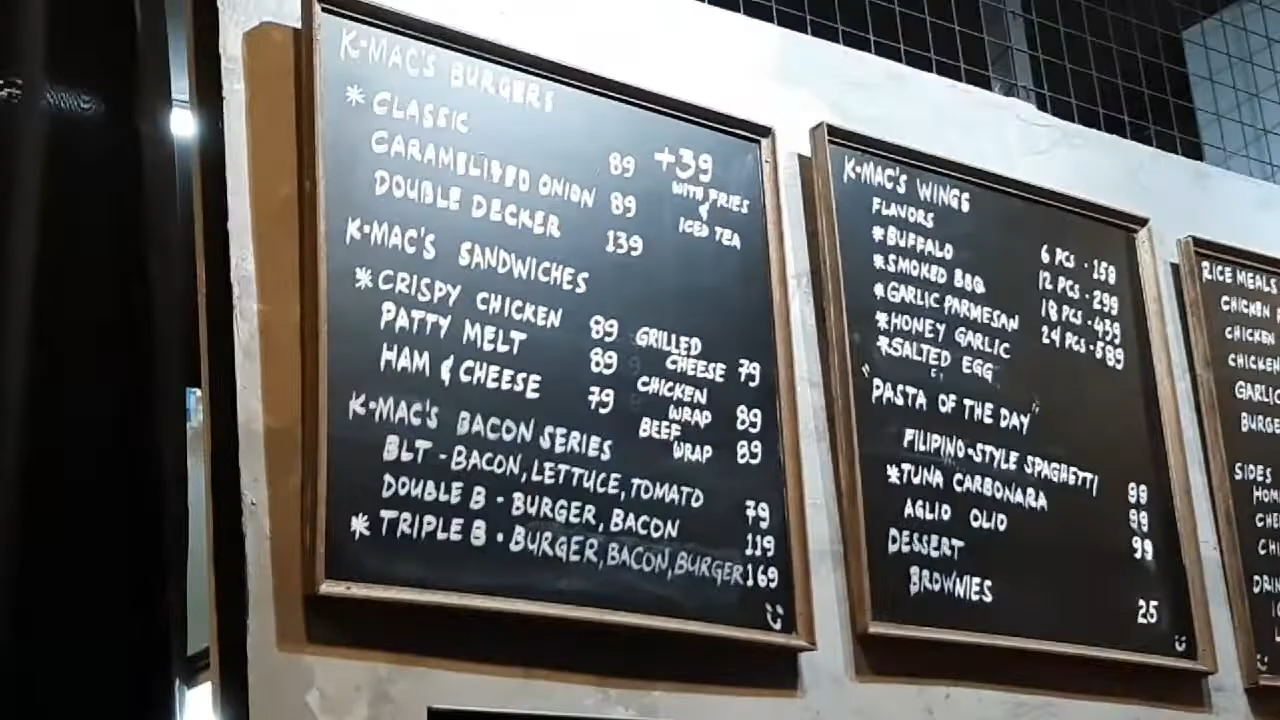 K-MAC'S BURGERS
* CLASSIC 89
CARAMELIZED ONION 89
DOUBLE DECKER 139
+39
WITH FRIES
&
ICED TEA
K-MAC'S SANDWICHES
* CRISPY CHICKEN 89
PATTY MELT 89
HAM & CHEESE 79
GRILLED
CHEESE 79
CHICKEN
WRAP 89
BEEF
WRAP 89
K-MAC'S BACON SERIES
BLT - BACON, LETTUCE, TOMATO 79
DOUBLE B - BURGER, BACON 119
* TRIPLE B - BURGER, BACON, BURGER 169
K-MAC'S WINGS
FLAVORS
*BUFFALO
*SMOKED BBQ
*GARLIC PARMESAN
*HONEY GARLIC
*SALTED EGG
6 PCS - 159
12 PCS - 299
18 PCS - 439
24 PCS - 589
"PASTA OF THE DAY"
FILIPINO-STYLE SPAGHETTI 99
*TUNA CARBONARA 99
AGLIO OLIO 99
DESSERT
BROWNIES 25
RICE MEALS
CHICKEN
CHICKEN
CHICKEN
GARLIC
BURGE
SIDES
HOM
CHE
CHI
DRIN